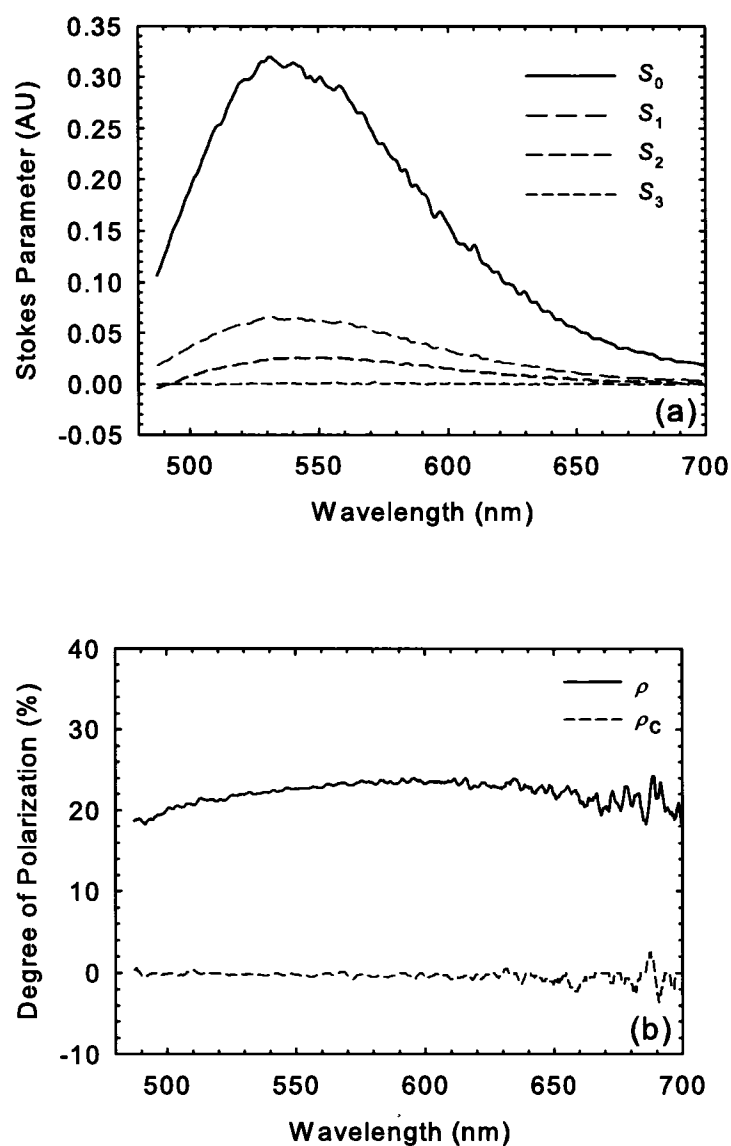 0.35
0.30
0.25
0.20
0.15
0.10
0.05
0.00
-0.05
Stokes Parameter (AU)
S0
S1
S2
S3
(a)
500 550 600 650 700
Wavelength (nm)
40
30
20
10
0
-10
Degree of Polarization (%)
ρ
ρC
(b)
500 550 600 650 700
Wavelength (nm)